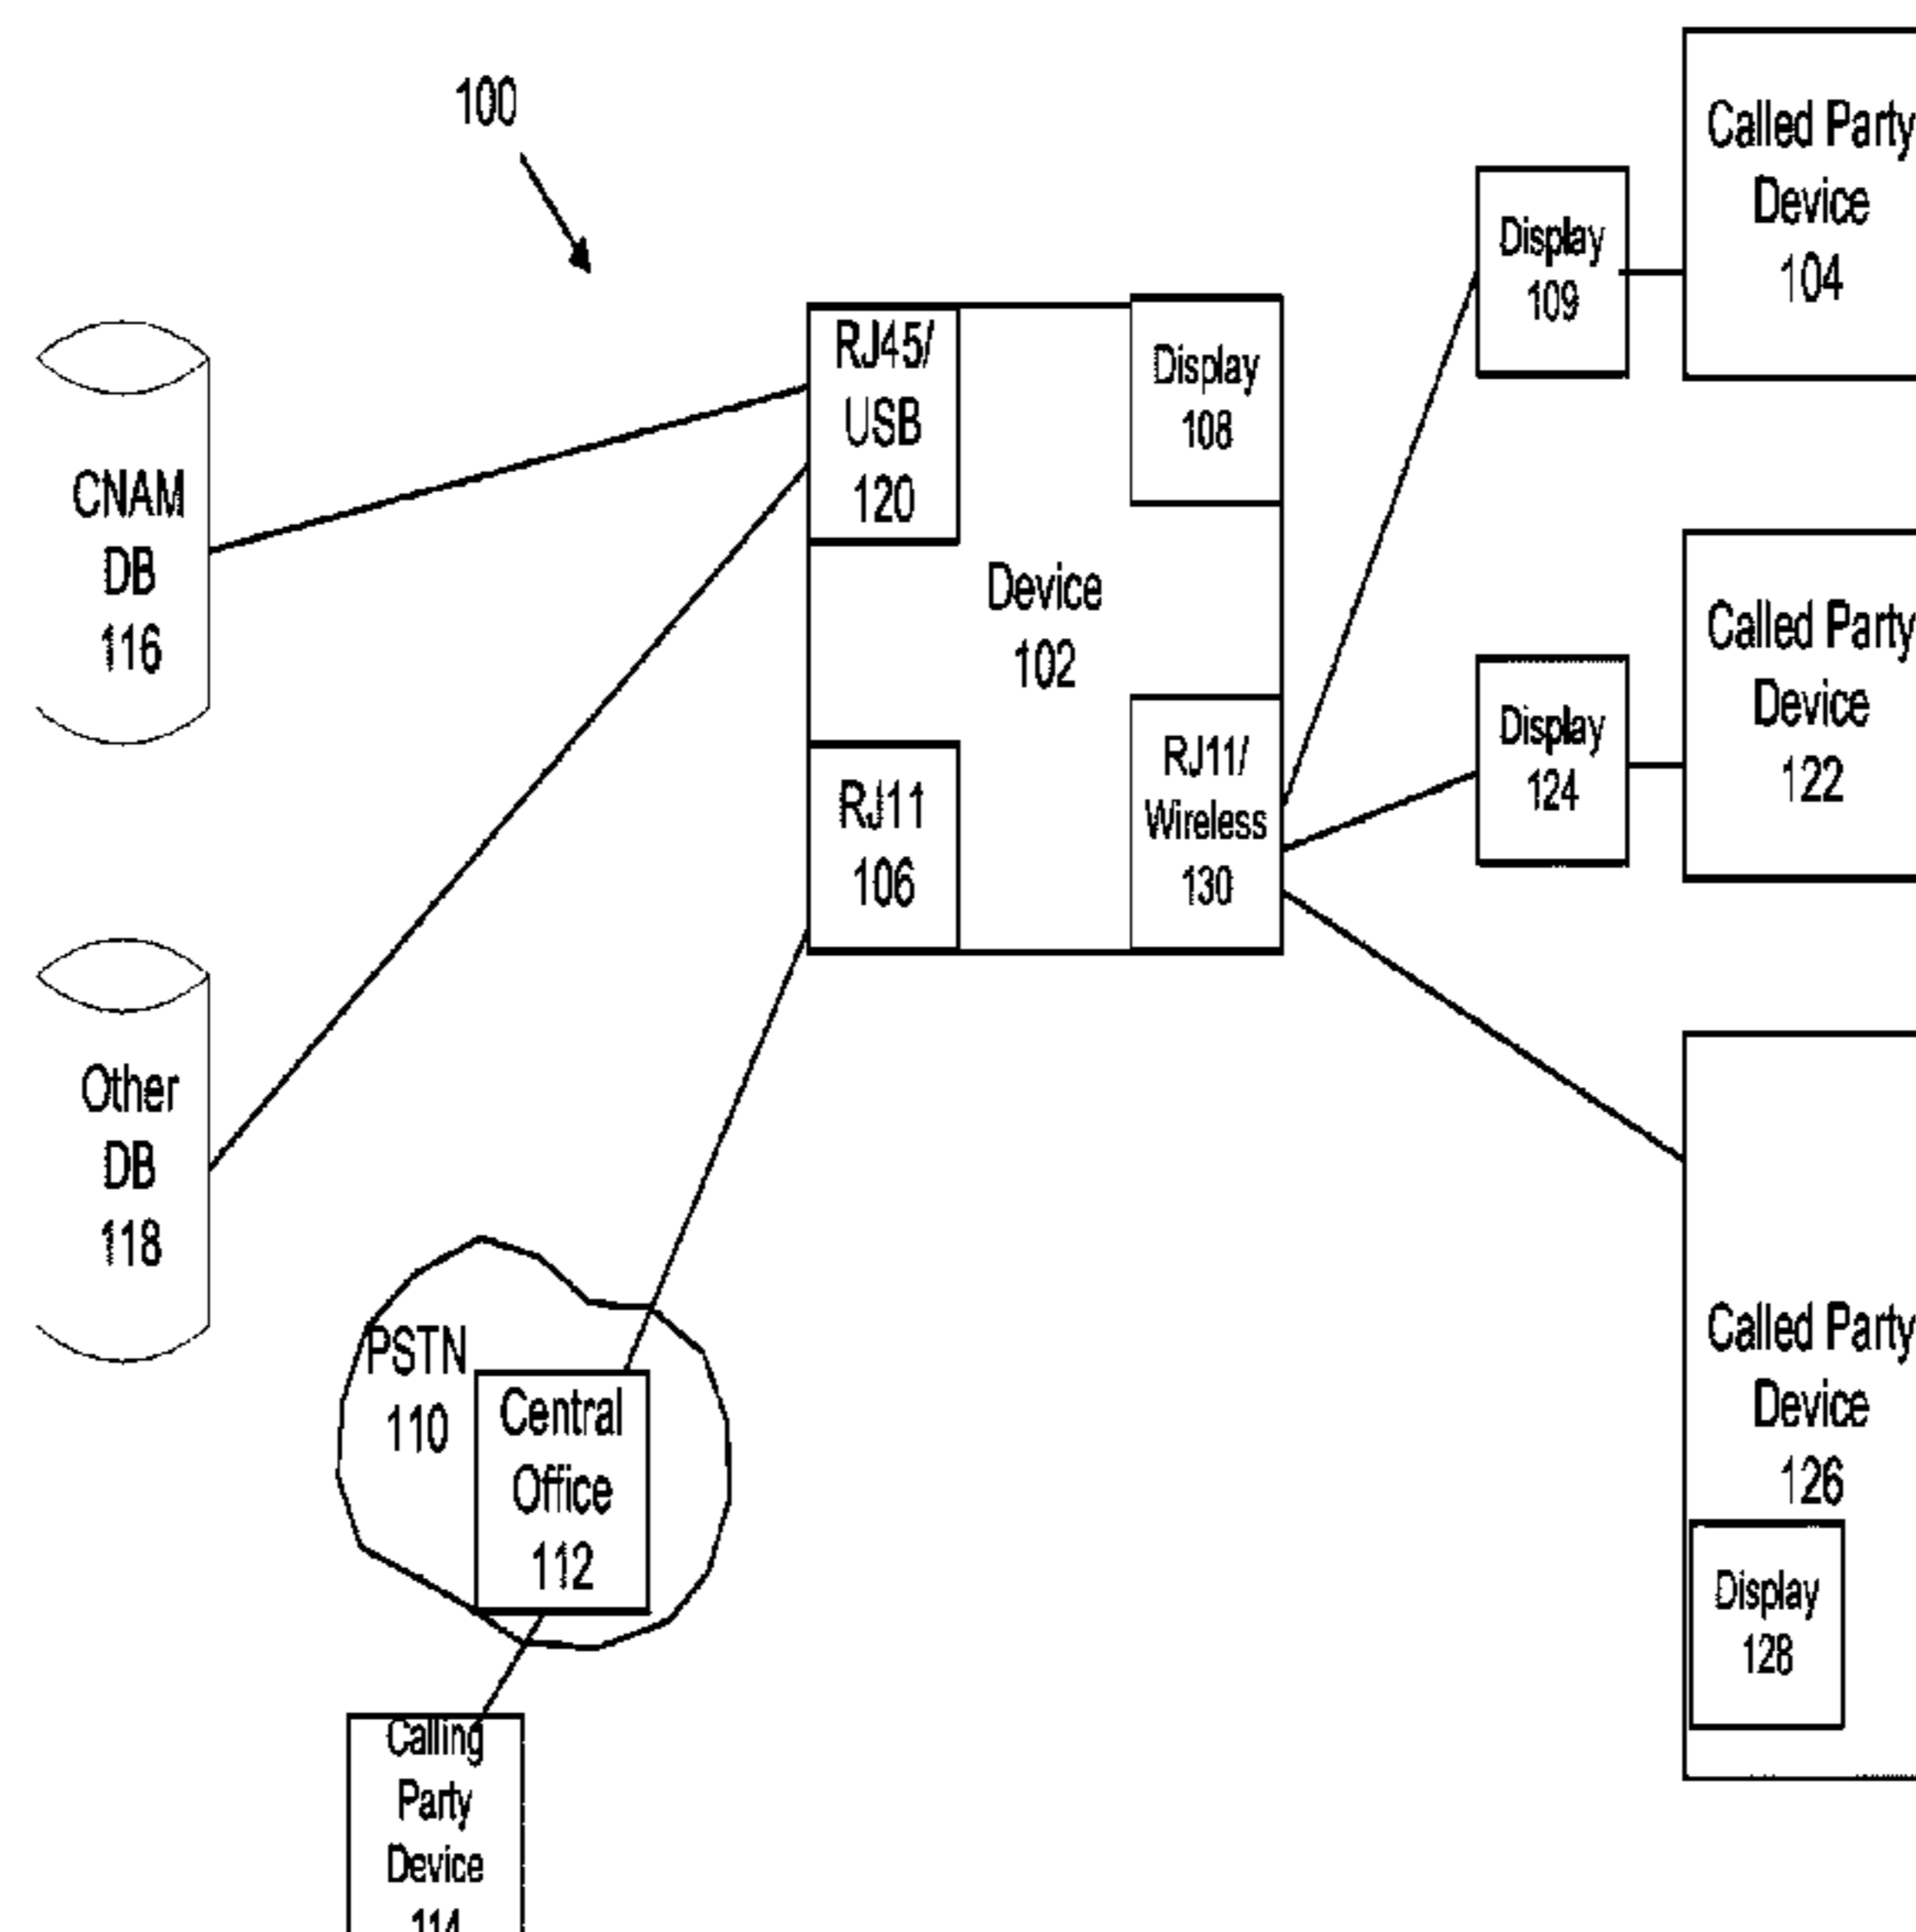 100
Called Party
Device
104
Display
109
RJ45/
USB
120
Display
108
CNAM
DB
116
Device
102
Called Party
Device
122
Display
124
RJ11
106
RJ11/
Wireless
130
Other
DB
118
PSTN
110
Central
Office
112
Called Party
Device
126
Display
128
Calling
Party
Device
114